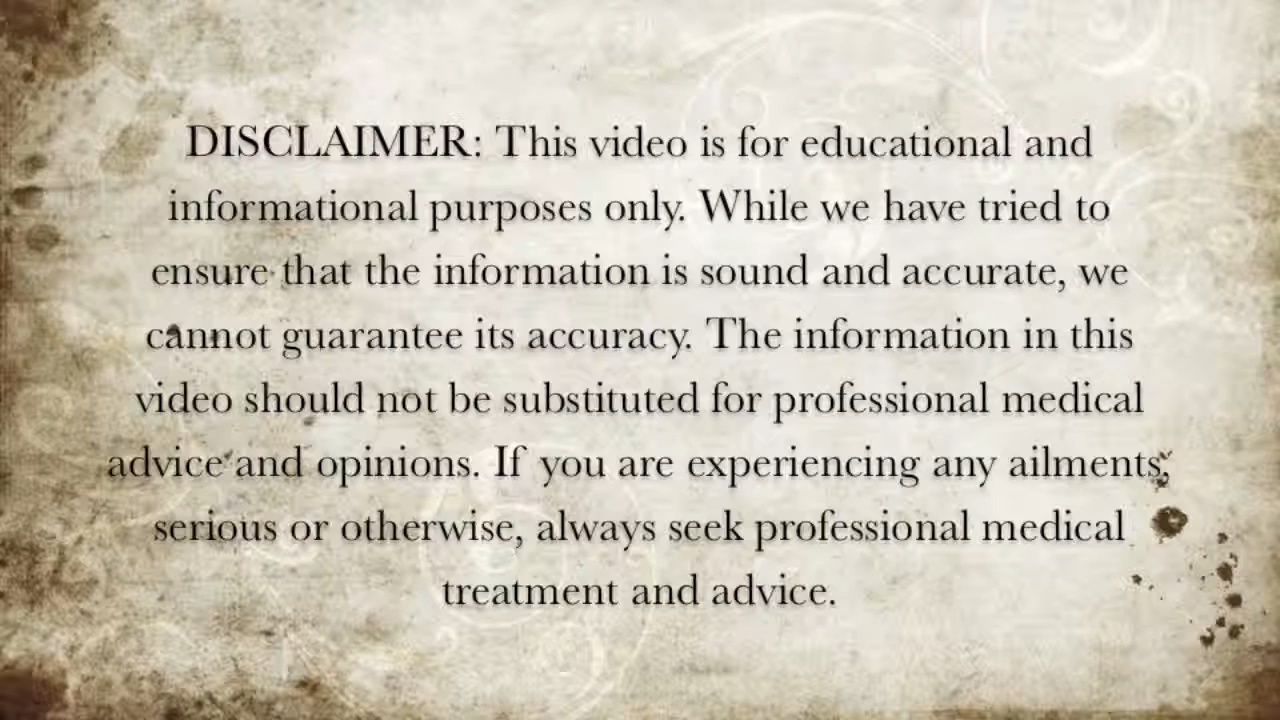 DISCLAIMER: This video is for educational and
informational purposes only. While we have tried to
ensure that the information is sound and accurate, we
cannot guarantee its accuracy. The information in this
video should not be substituted for professional medical
advice and opinions. If you are experiencing any ailments,
serious or otherwise, always seek professional medical
treatment and advice.